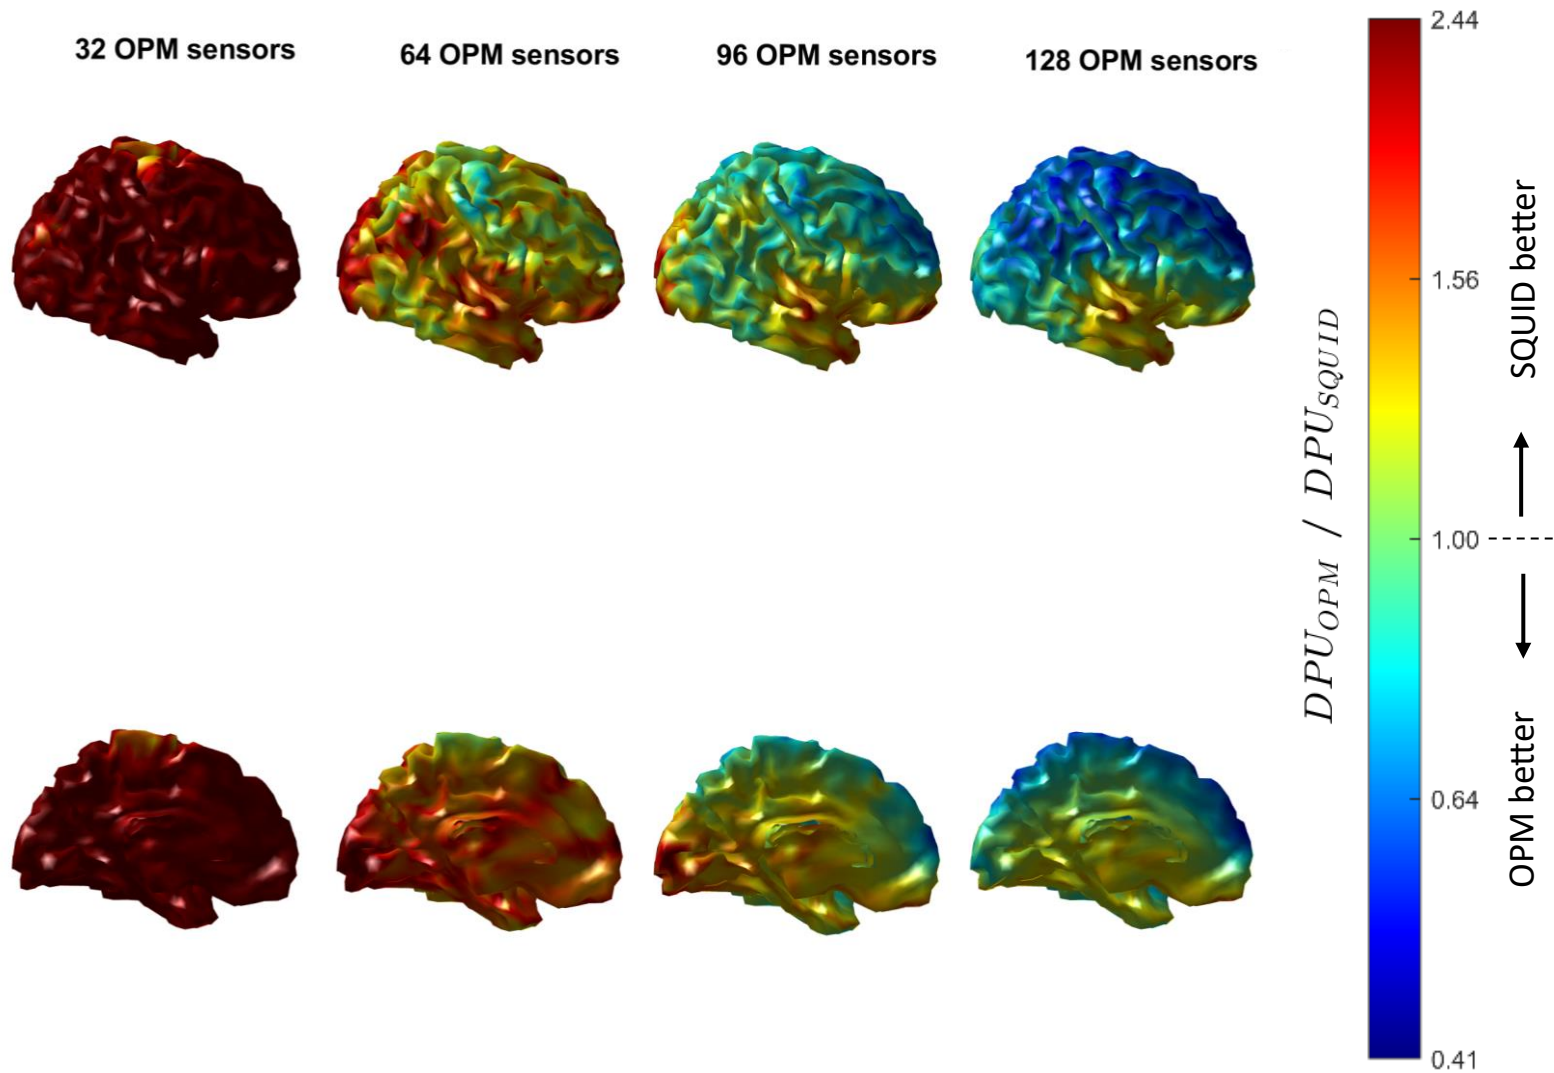 32 OPM sensors
64 OPM sensors
96 OPM sensors
128 OPM sensors
2.44
1.56
1.00
0.64
0.41
DPU_OPM / DPU_SQUID
SQUID better
OPM better